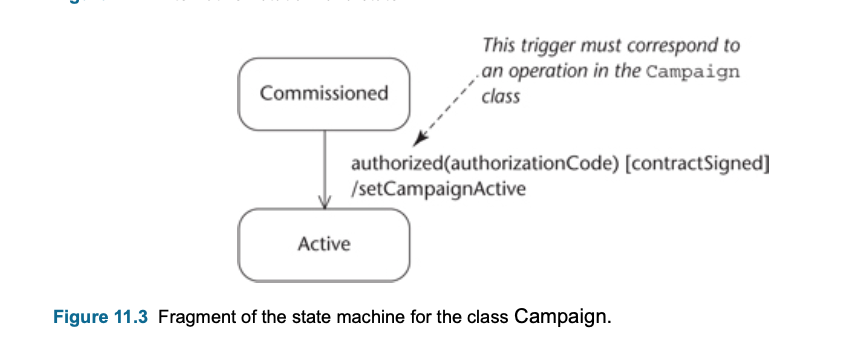 This trigger must correspond to
an operation in the Campaign
class
Commissioned
authorized(authorizationCode) [contractSigned]
/setCampaignActive
Active
Figure 11.3 Fragment of the state machine for the class Campaign.